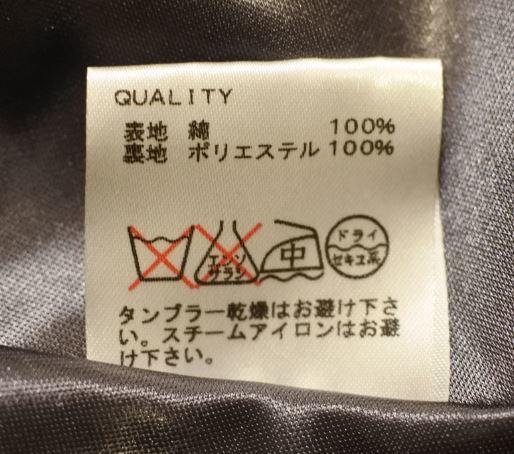 QUALITY
表地 綿 100%
裏地 ポリエステル 100%
エンソ
サラシ
中
ドライ
セキユ系
タンブラー乾燥はお避け下さ
い。スチームアイロンはお避
け下さい。